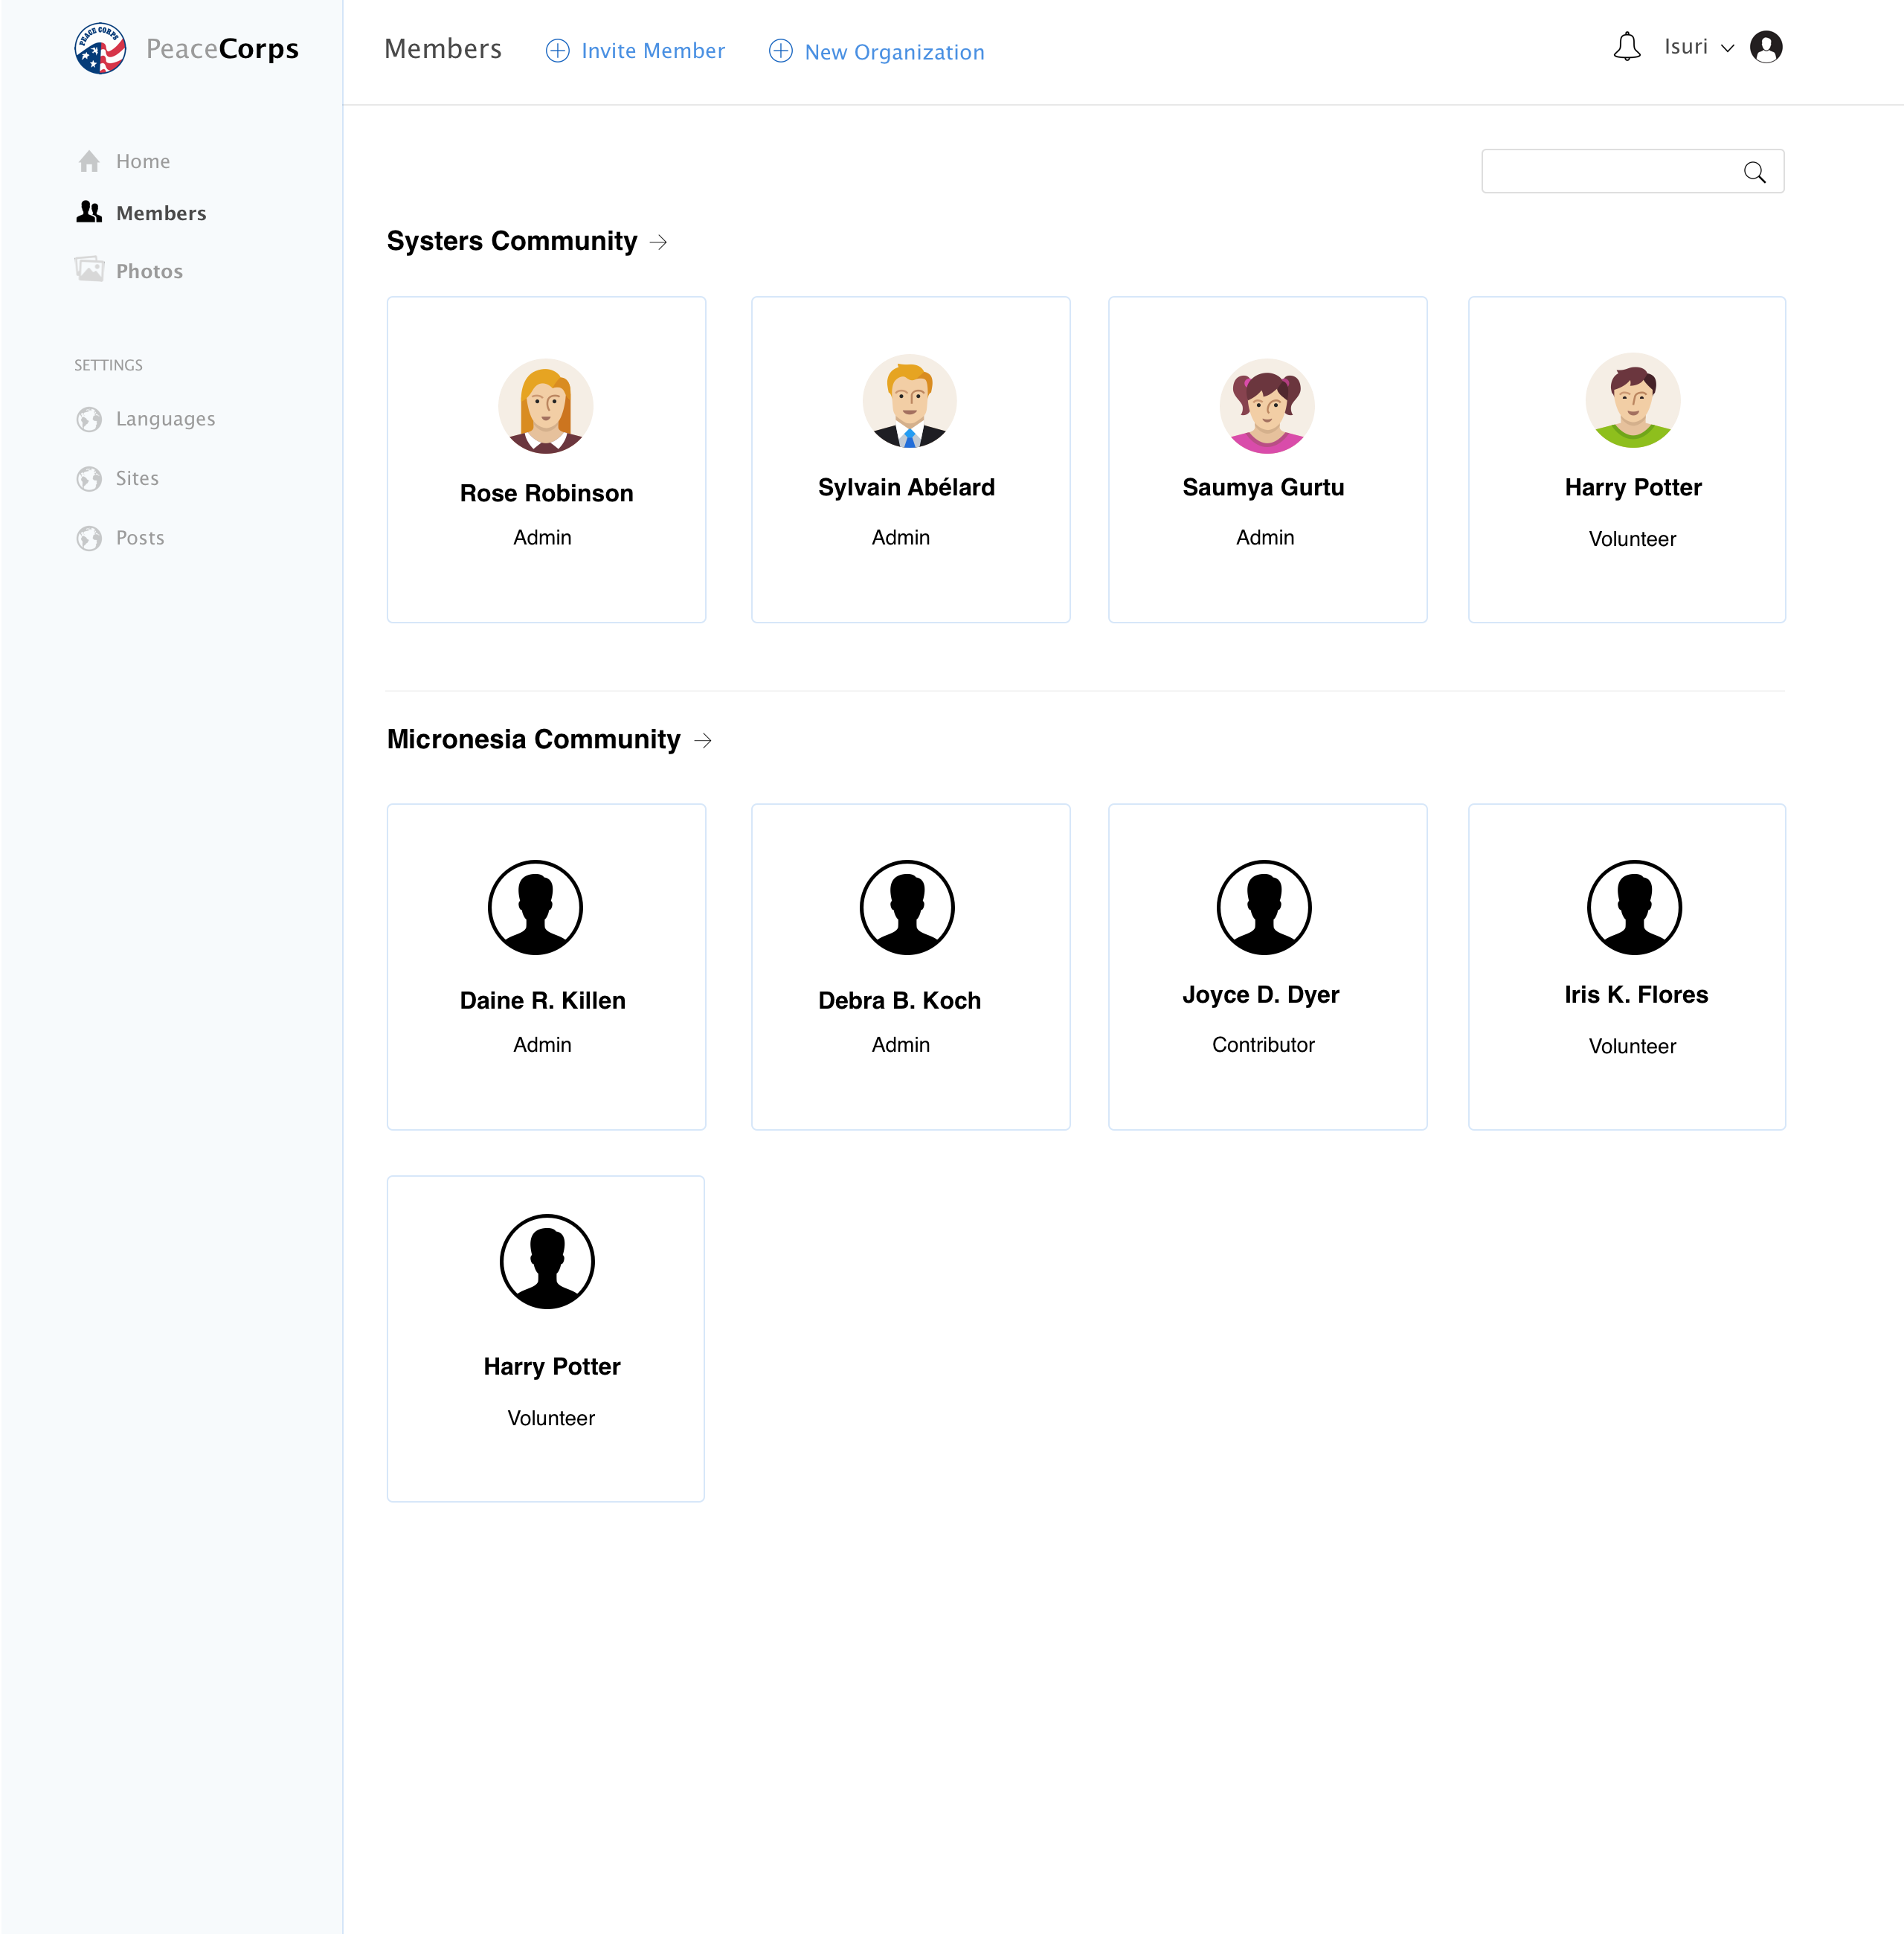 PEACE CORPS
PeaceCorps
Members
Invite Member
New Organization
Isuri
Home
Members
Photos
SETTINGS
Languages
Sites
Posts
Systers Community
Rose Robinson
Admin
Sylvain Abélard
Admin
Saumya Gurtu
Admin
Harry Potter
Volunteer
Micronesia Community
Daine R. Killen
Admin
Debra B. Koch
Admin
Joyce D. Dyer
Contributor
Iris K. Flores
Volunteer
Harry Potter
Volunteer